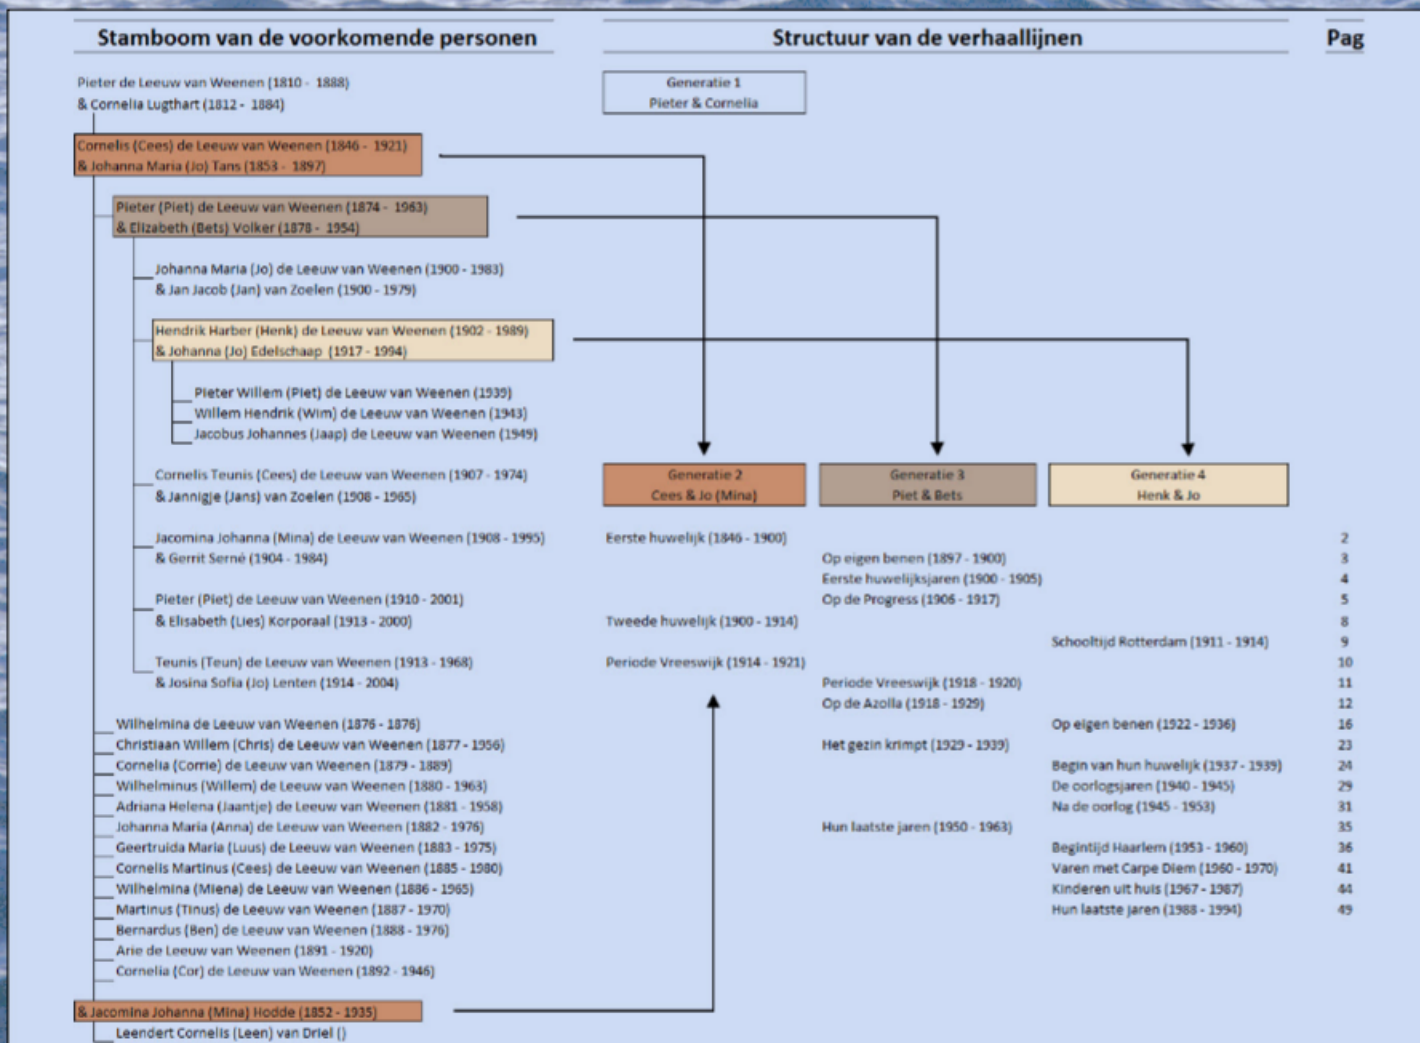 Stamboom van de voorkomende personen
Structuur van de verhaallijnen
Pag
Pieter de Leeuw van Weenen (1810 - 1888)
& Cornelia Lugthart (1812 - 1884)
Generatie 1
Pieter & Cornelia
Cornelis (Cees) de Leeuw van Weenen (1846 - 1921)
& Johanna Maria (Jo) Tans (1853 - 1897)
Pieter (Piet) de Leeuw van Weenen (1874 - 1963)
& Elizabeth (Bets) Volker (1878 - 1954)
Johanna Maria (Jo) de Leeuw van Weenen (1900 - 1983)
& Jan Jacob (Jan) van Zoelen (1900 - 1979)
Hendrik Harber (Henk) de Leeuw van Weenen (1902 - 1989)
& Johanna (Jo) Edelschaap (1917 - 1994)
Pieter Willem (Piet) de Leeuw van Weenen (1939)
Willem Hendrik (Wim) de Leeuw van Weenen (1943)
Jacobus Johannes (Jaap) de Leeuw van Weenen (1949)
Cornelis Teunis (Cees) de Leeuw van Weenen (1907 - 1974)
& Jannigje (Jans) van Zoelen (1908 - 1965)
Generatie 2
Cees & Jo (Mina)
Generatie 3
Piet & Bets
Generatie 4
Henk & Jo
Jacomina Johanna (Mina) de Leeuw van Weenen (1908 - 1995)
& Gerrit Serné (1904 - 1984)
Pieter (Piet) de Leeuw van Weenen (1910 - 2001)
& Elisabeth (Lies) Korporaal (1913 - 2000)
Teunis (Teun) de Leeuw van Weenen (1913 - 1968)
& Josina Sofia (Jo) Lenten (1914 - 2004)
Wilhelmina de Leeuw van Weenen (1876 - 1876)
Christiaan Willem (Chris) de Leeuw van Weenen (1877 - 1956)
Cornelia (Corrie) de Leeuw van Weenen (1879 - 1889)
Wilhelminus (Willem) de Leeuw van Weenen (1880 - 1963)
Adriana Helena (Jaantje) de Leeuw van Weenen (1881 - 1958)
Johanna Maria (Anna) de Leeuw van Weenen (1882 - 1976)
Geertruida Maria (Luus) de Leeuw van Weenen (1883 - 1975)
Cornelis Martinus (Cees) de Leeuw van Weenen (1885 - 1980)
Wilhelmina (Miena) de Leeuw van Weenen (1886 - 1965)
Martinus (Tinus) de Leeuw van Weenen (1887 - 1970)
Bernardus (Ben) de Leeuw van Weenen (1888 - 1976)
Arie de Leeuw van Weenen (1891 - 1920)
Cornelia (Cor) de Leeuw van Weenen (1892 - 1946)
& Jacomina Johanna (Mina) Hodde (1852 - 1935)
Leendert Cornelis (Leen) van Driel ()
Eerste huwelijk (1846 - 1900) 2
Op eigen benen (1897 - 1900) 3
Eerste huwelijksjaren (1900 - 1905) 4
Op de Progress (1906 - 1917) 5
Tweede huwelijk (1900 - 1914) 8
Schooltijd Rotterdam (1911 - 1914) 9
Periode Vreeswijk (1914 - 1921) 10
Periode Vreeswijk (1918 - 1920) 11
Op de Azolla (1918 - 1929) 12
Op eigen benen (1922 - 1936) 16
Het gezin krimpt (1929 - 1939) 23
Begin van hun huwelijk (1937 - 1939) 24
De oorlogsjaren (1940 - 1945) 29
Na de oorlog (1945 - 1953) 31
Hun laatste jaren (1950 - 1963) 35
Begintijd Haarlem (1953 - 1960) 36
Varen met Carpe Diem (1960 - 1970) 41
Kinderen uit huis (1967 - 1987) 44
Hun laatste jaren (1988 - 1994) 49